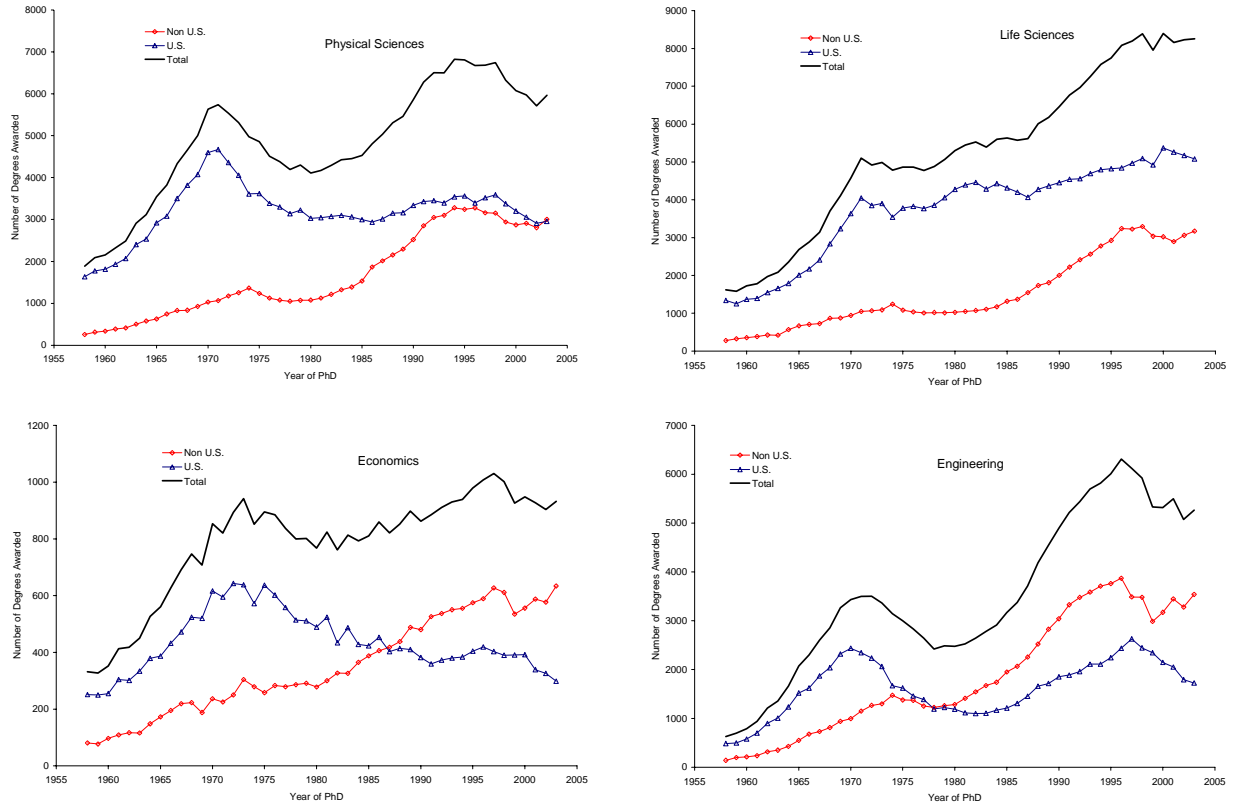 Physical Sciences
Non U.S.
U.S.
Total
Number of Degrees Awarded
8000
7000
6000
5000
4000
3000
2000
1000
0
1955 1960 1965 1970 1975 1980 1985 1990 1995 2000 2005
Year of PhD
Life Sciences
Non U.S.
U.S.
Total
Number of Degrees Awarded
9000
8000
7000
6000
5000
4000
3000
2000
1000
0
1955 1960 1965 1970 1975 1980 1985 1990 1995 2000 2005
Year of PhD
Economics
Non U.S.
U.S.
Total
Number of Degrees Awarded
1200
1000
800
600
400
200
0
1955 1960 1965 1970 1975 1980 1985 1990 1995 2000 2005
Year of PhD
Engineering
Non U.S.
U.S.
Total
Number of Degrees Awarded
7000
6000
5000
4000
3000
2000
1000
0
1955 1960 1965 1970 1975 1980 1985 1990 1995 2000 2005
Year of PhD